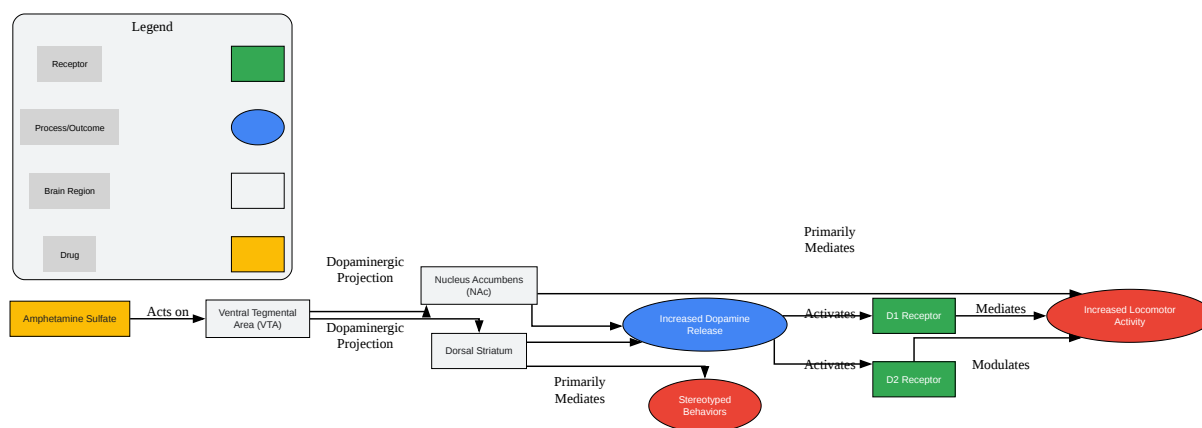 Legend
Receptor
Process/Outcome
Brain Region
Drug
Amphetamine Sulfate
Acts on
Ventral Tegmental
Area (VTA)
Dopaminergic
Projection
Dopaminergic
Projection
Nucleus Accumbens
(NAc)
Dorsal Striatum
Primarily
Mediates
Stereotyped
Behaviors
Increased Dopamine
Release
Primarily
Mediates
Activates
D1 Receptor
Mediates
Activates
D2 Receptor
Modulates
Increased Locomotor
Activity